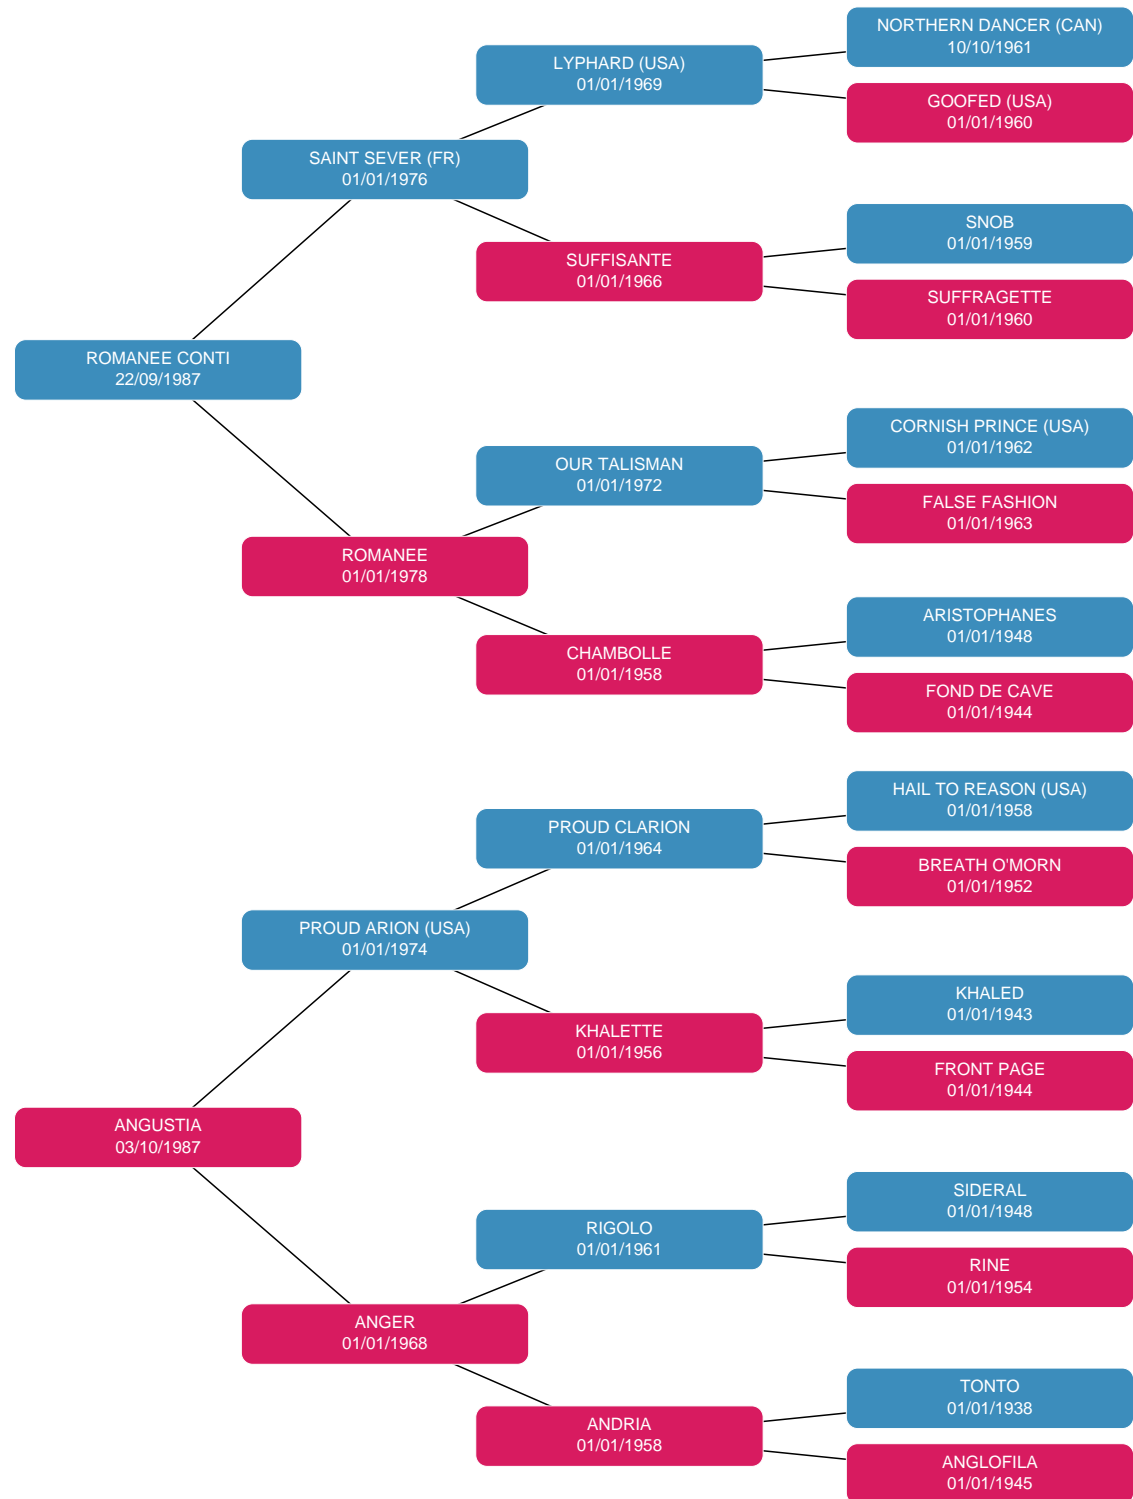 NORTHERN DANCER (CAN)
10/10/1961
LYPHARD (USA)
01/01/1969
GOOFED (USA)
01/01/1960
SAINT SEVER (FR)
01/01/1976
SNOB
01/01/1959
SUFFISANTE
01/01/1966
SUFFRAGETTE
01/01/1960
ROMANEE CONTI
22/09/1987
CORNISH PRINCE (USA)
01/01/1962
OUR TALISMAN
01/01/1972
FALSE FASHION
01/01/1963
ROMANEE
01/01/1978
ARISTOPHANES
01/01/1948
CHAMBOLLE
01/01/1958
FOND DE CAVE
01/01/1944
HAIL TO REASON (USA)
01/01/1958
PROUD CLARION
01/01/1964
BREATH O'MORN
01/01/1952
PROUD ARION (USA)
01/01/1974
KHALED
01/01/1943
KHALETTE
01/01/1956
FRONT PAGE
01/01/1944
ANGUSTIA
03/10/1987
SIDERAL
01/01/1948
RIGOLO
01/01/1961
RINE
01/01/1954
ANGER
01/01/1968
TONTO
01/01/1938
ANDRIA
01/01/1958
ANGLOFILA
01/01/1945